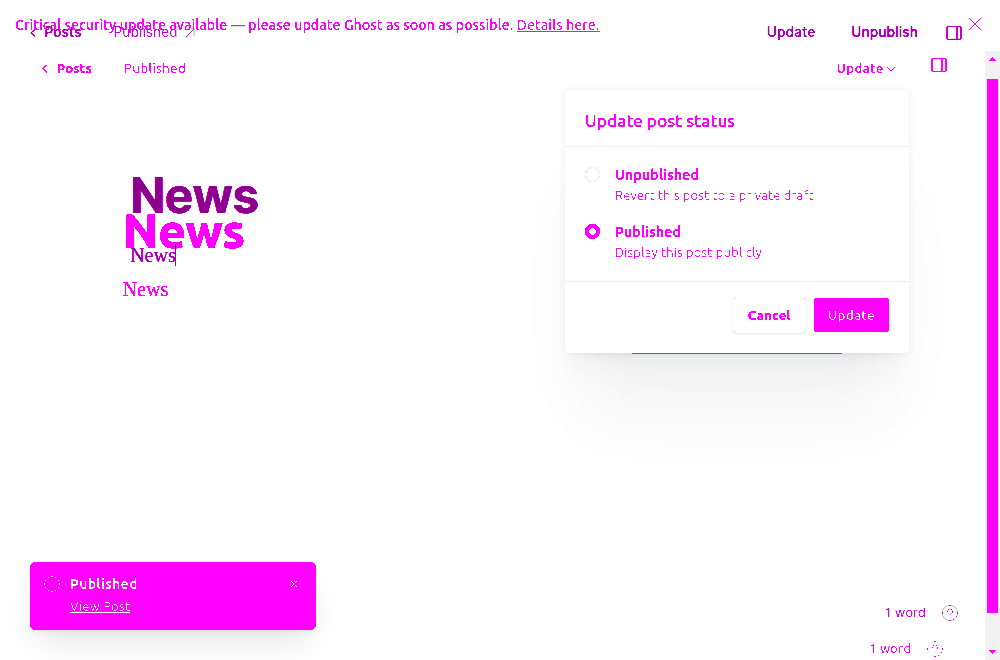 Critical security update available — please update Ghost as soon as possible. Details here.
Posts Published Update Unpublish
Posts Published Update
Update post status
Unpublished
Revert this post to a private draft
Published
Display this post publicly
Cancel Update
News
News
News
News
Published
View Post
1 word
1 word